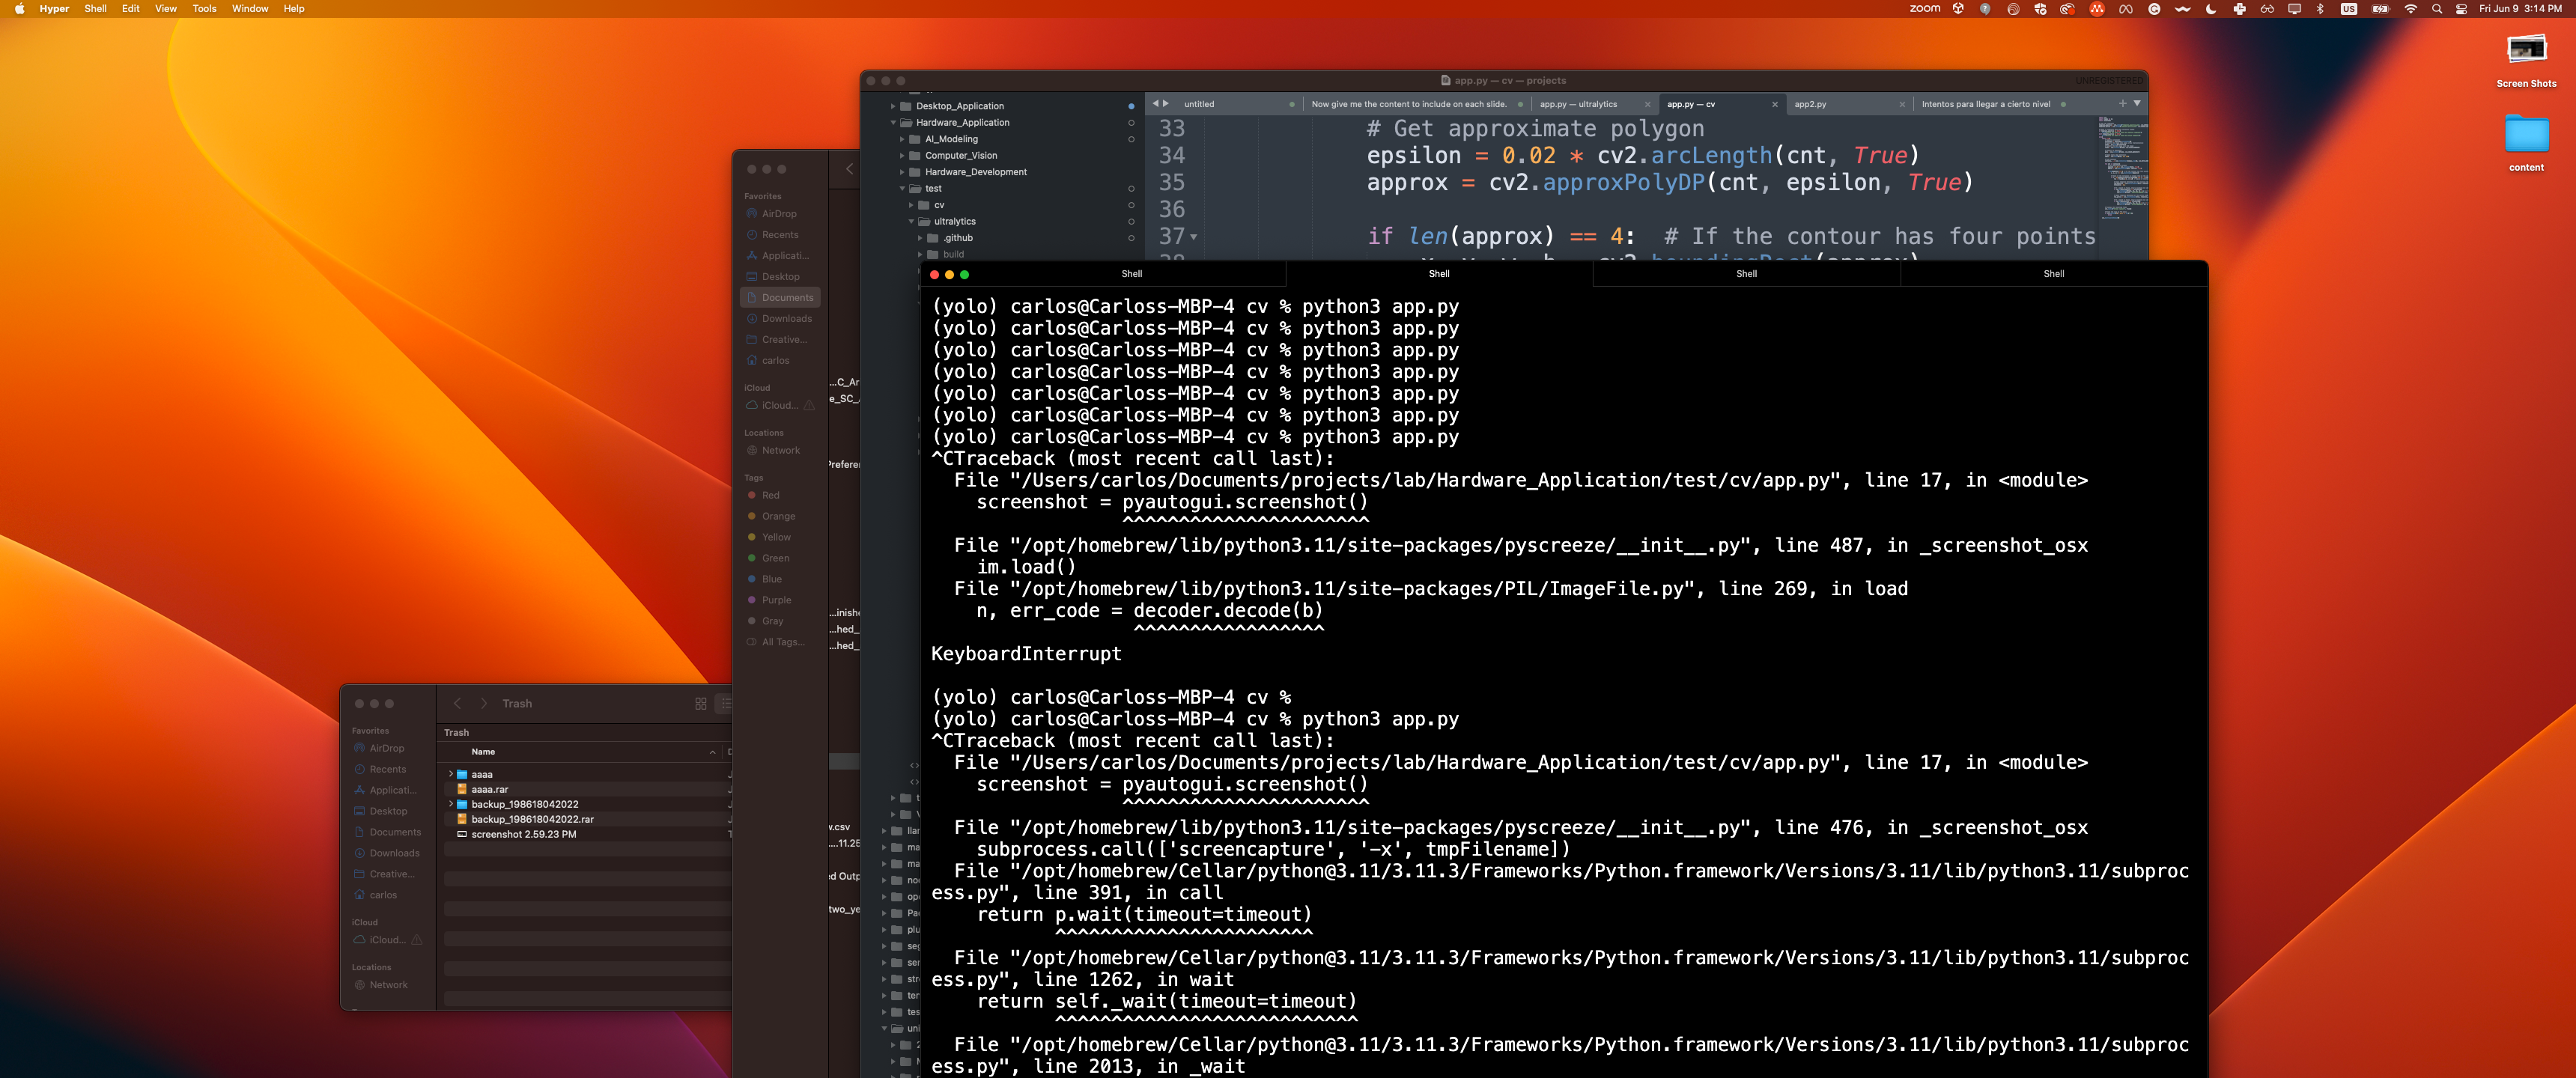 Hyper Shell Edit View Tools Window Help
zoom US Fri Jun 9 3:14 PM
Screen Shots
content
app.py — cv — projects
UNREGISTERED
untitled
Now give me the content to include on each slide.
app.py — ultralytics
app.py — cv
app2.py
Intentos para llegar a cierto nivel
Desktop_Application
Hardware_Application
AI_Modeling
Computer_Vision
Hardware_Development
test
cv
ultralytics
.github
build
33 # Get approximate polygon
34 epsilon = 0.02 * cv2.arcLength(cnt, True)
35 approx = cv2.approxPolyDP(cnt, epsilon, True)
36
37 if len(approx) == 4: # If the contour has four points
Shell Shell Shell Shell
(yolo) carlos@Carloss-MBP-4 cv % python3 app.py
(yolo) carlos@Carloss-MBP-4 cv % python3 app.py
(yolo) carlos@Carloss-MBP-4 cv % python3 app.py
(yolo) carlos@Carloss-MBP-4 cv % python3 app.py
(yolo) carlos@Carloss-MBP-4 cv % python3 app.py
(yolo) carlos@Carloss-MBP-4 cv % python3 app.py
(yolo) carlos@Carloss-MBP-4 cv % python3 app.py
^CTraceback (most recent call last):
File "/Users/carlos/Documents/projects/lab/Hardware_Application/test/cv/app.py", line 17, in <module>
screenshot = pyautogui.screenshot()
^^^^^^^^^^^^^^^^^^^^^^
File "/opt/homebrew/lib/python3.11/site-packages/pyscreeze/__init__.py", line 487, in _screenshot_osx
im.load()
File "/opt/homebrew/lib/python3.11/site-packages/PIL/ImageFile.py", line 269, in load
n, err_code = decoder.decode(b)
^^^^^^^^^^^^^^^^^
KeyboardInterrupt
(yolo) carlos@Carloss-MBP-4 cv %
(yolo) carlos@Carloss-MBP-4 cv % python3 app.py
^CTraceback (most recent call last):
File "/Users/carlos/Documents/projects/lab/Hardware_Application/test/cv/app.py", line 17, in <module>
screenshot = pyautogui.screenshot()
^^^^^^^^^^^^^^^^^^^^^^
File "/opt/homebrew/lib/python3.11/site-packages/pyscreeze/__init__.py", line 476, in _screenshot_osx
subprocess.call(['screencapture', '-x', tmpFilename])
File "/opt/homebrew/Cellar/python@3.11/3.11.3/Frameworks/Python.framework/Versions/3.11/lib/python3.11/subproc
ess.py", line 391, in call
return p.wait(timeout=timeout)
^^^^^^^^^^^^^^^^^^^^^^^
File "/opt/homebrew/Cellar/python@3.11/3.11.3/Frameworks/Python.framework/Versions/3.11/lib/python3.11/subproc
ess.py", line 1262, in wait
return self._wait(timeout=timeout)
^^^^^^^^^^^^^^^^^^^^^^^^^^^
File "/opt/homebrew/Cellar/python@3.11/3.11.3/Frameworks/Python.framework/Versions/3.11/lib/python3.11/subproc
ess.py", line 2013, in _wait
Favorites
AirDrop
Recents
Applicati...
Desktop
Documents
Downloads
Creative...
carlos
iCloud
iCloud...
Locations
Network
Tags
Red
Orange
Yellow
Green
Blue
Purple
Gray
All Tags...
Trash
Trash
Name
aaaa
aaaa.rar
backup_198618042022
backup_198618042022.rar
screenshot 2.59.23 PM
Favorites
AirDrop
Recents
Applicati...
Desktop
Documents
Downloads
Creative...
carlos
iCloud
iCloud...
Locations
Network